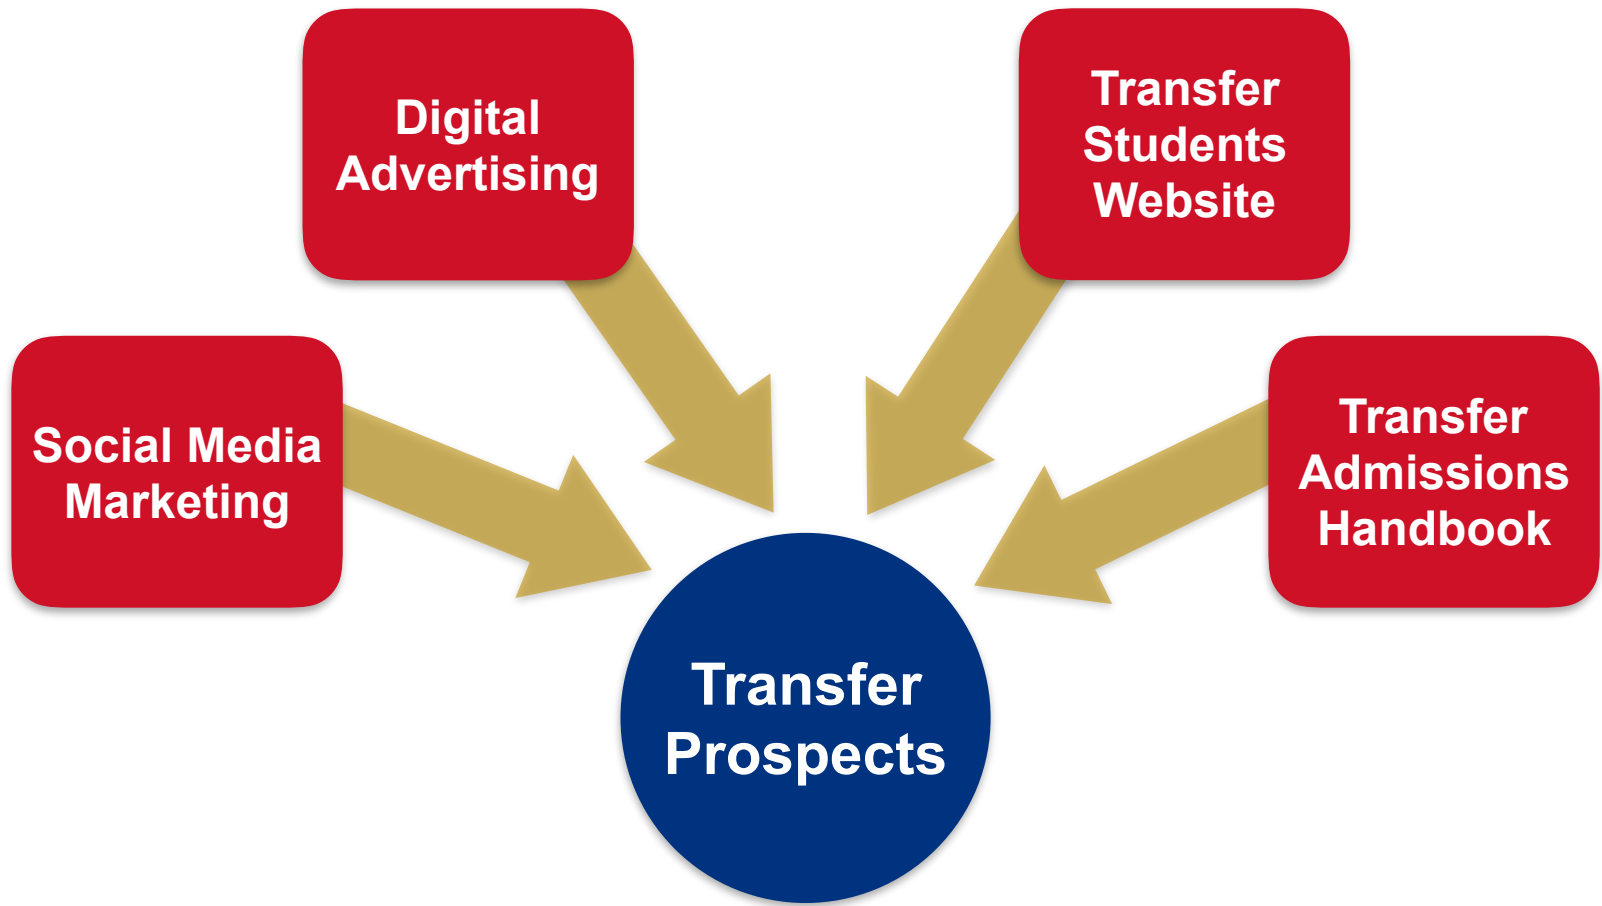 Digital
Advertising
Transfer
Students
Website
Social Media
Marketing
Transfer
Admissions
Handbook
Transfer
Prospects